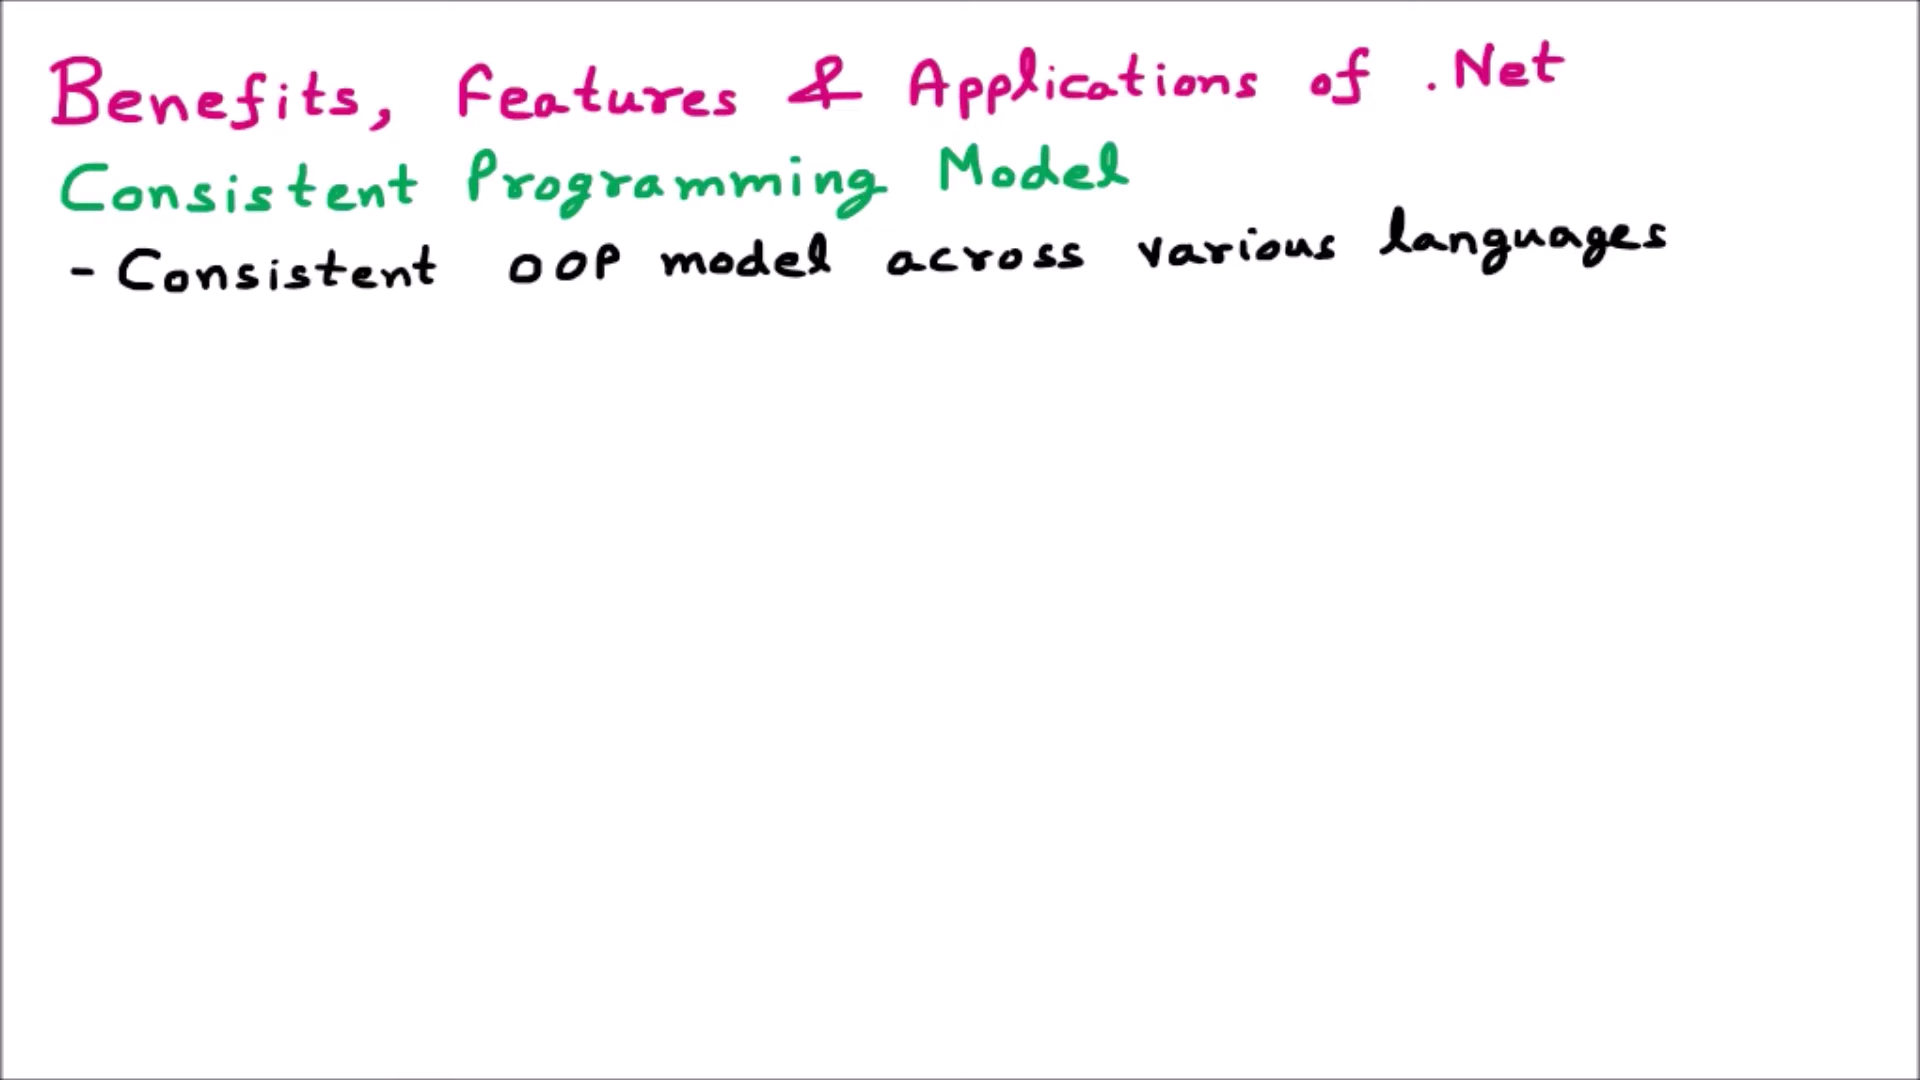 Benefits, Features & Applications of .Net
Consistent Programming Model
- Consistent OOP model across various languages